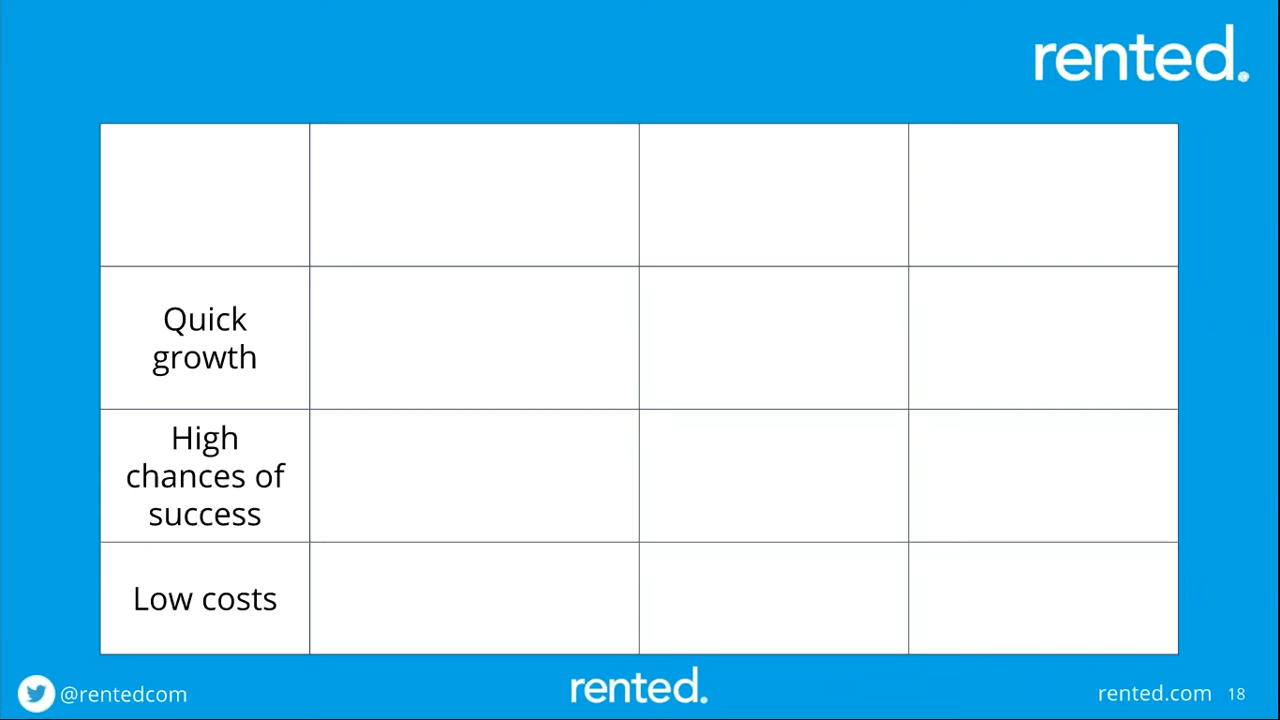 rented.
Quick
growth
High
chances of
success
Low costs
@rentedcom
rented.
rented.com 18